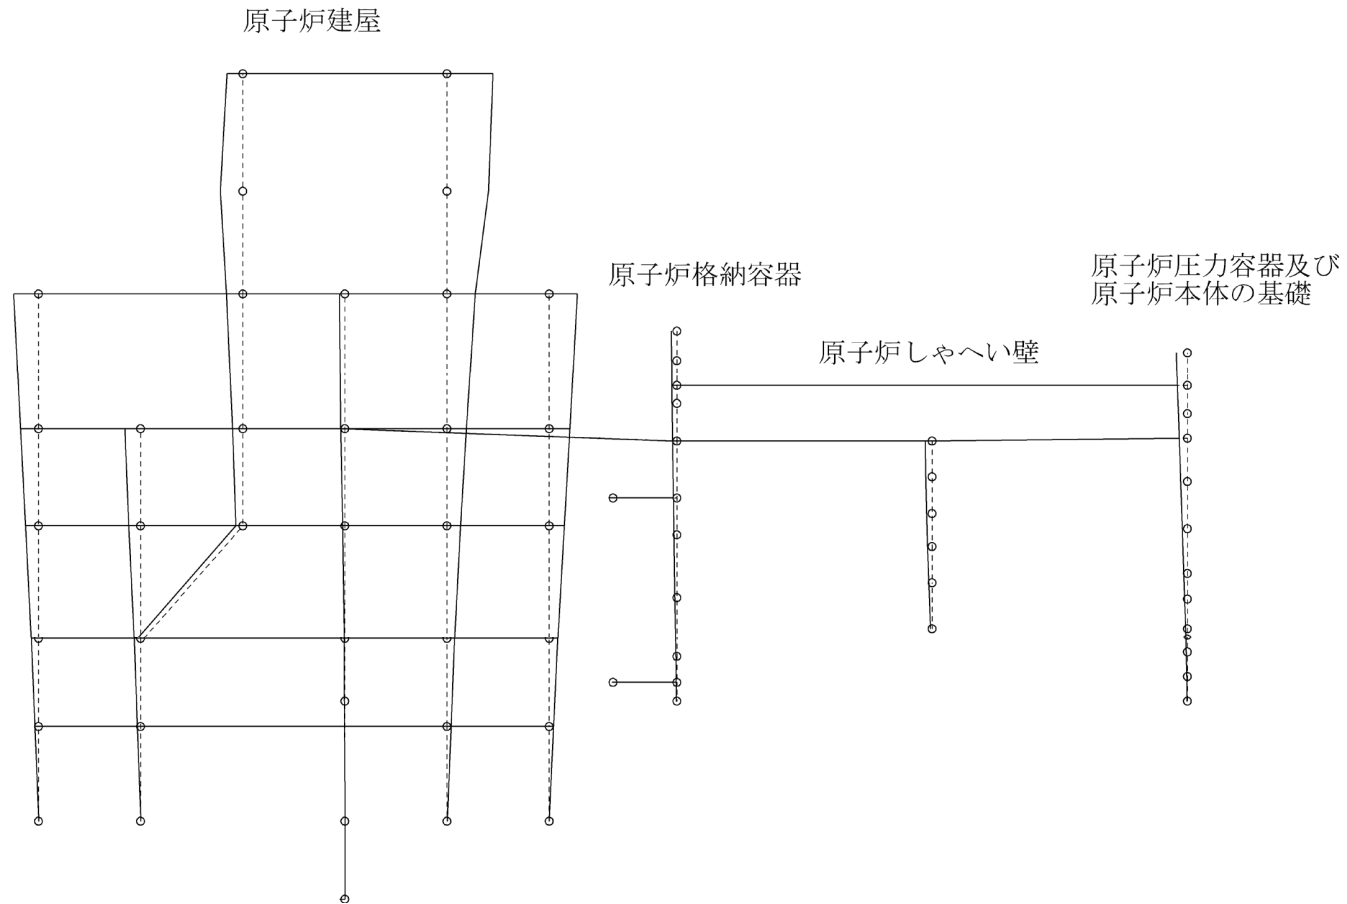 原子炉建屋
原子炉格納容器
原子炉圧力容器及び
原子炉本体の基礎
原子炉しゃへい壁